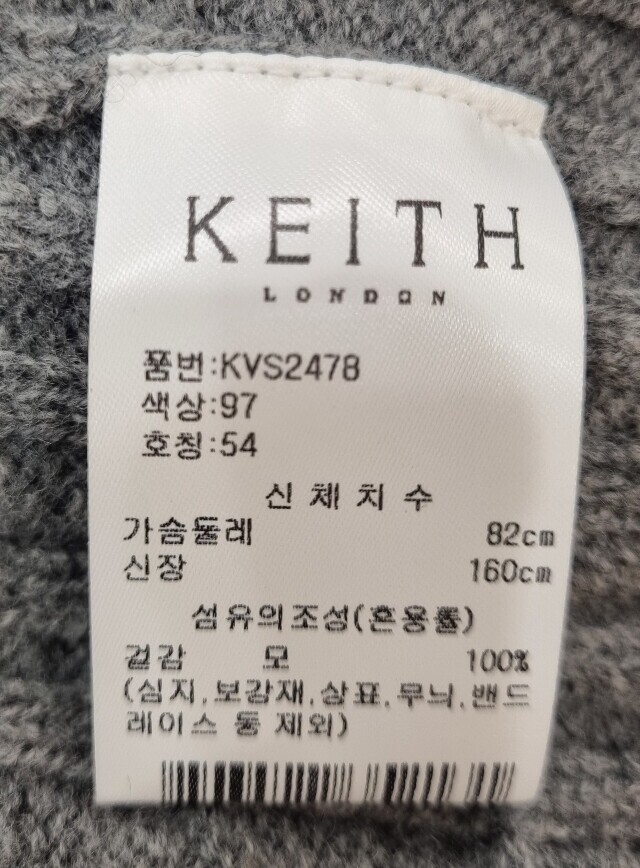 KEITH
LONDON
품번:KVS2478
색상:97
호칭:54
신체치수
가슴둘레 82cm
신장 160cm
섬유의조성(혼용률)
겉감 모 100%
(심지,보강재,상표,무늬,밴드
레이스 등 제외)